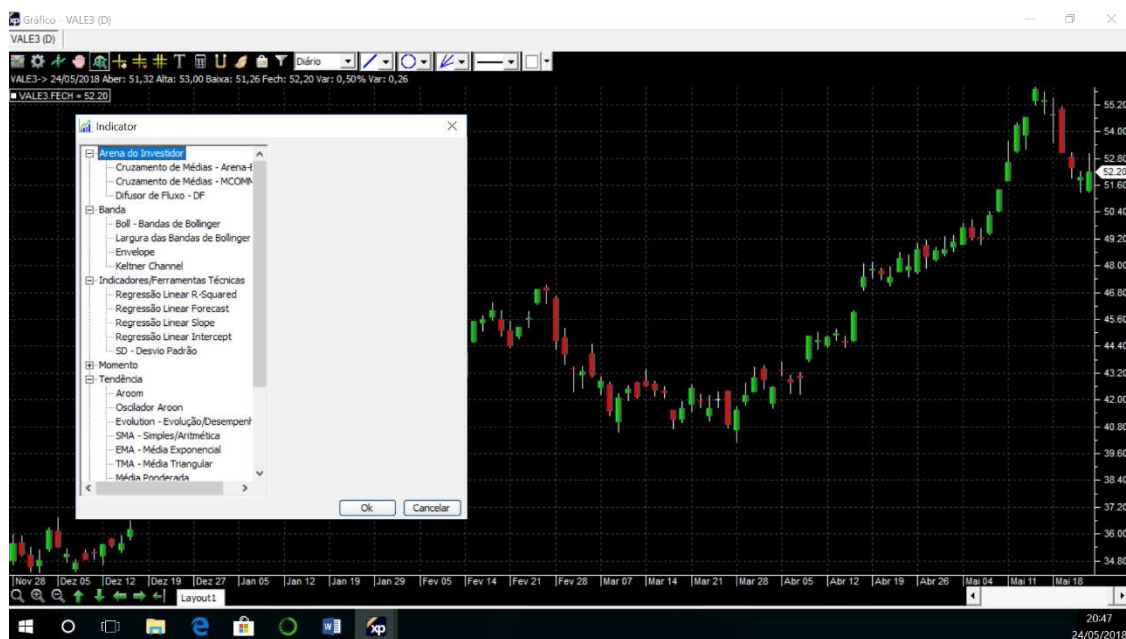 xp Gráfico - VALE3 (D)
VALE3 (D)
T U Diário
VALE3-> 24/05/2018 Aber: 51,32 Alta: 53,00 Baixa: 51,26 Fech: 52,20 Var: 0,50% Var: 0,26
VALE3.FECH = 52.20
Indicator
Arena do Investidor
Cruzamento de Médias - Arena-E
Cruzamento de Médias - MCOMM
Difusor de Fluxo - DF
Banda
Boll - Bandas de Bolinger
Largura das Bandas de Bolinger
Envelope
Keltner Channel
Indicadores/Ferramentas Técnicas
Regressão Linear R-Squared
Regressão Linear Forecast
Regressão Linear Slope
Regressão Linear Intercept
SD - Desvio Padrão
Momento
Tendência
Aroom
Oscilador Aroon
Evolution - Evolução/Desempenh
SMA - Simples/Aritmética
EMA - Média Exponencial
TMA - Média Triangular
Média Ponderada
Ok Cancelar
55.20
54.00
52.80
52.20
51.60
50.40
49.20
48.00
46.80
45.60
44.40
43.20
42.00
40.80
39.60
38.40
37.20
36.00
34.80
Nov 28 Dez 05 Dez 12 Dez 19 Dez 27 Jan 05 Jan 12 Jan 19 Jan 29 Fev 05 Fev 14 Fev 21 Fev 28 Mar 07 Mar 14 Mar 21 Mar 28 Abr 05 Abr 12 Abr 19 Abr 26 Mai 04 Mai 11 Mai 18
Layout1
xp
20:47
24/05/2018